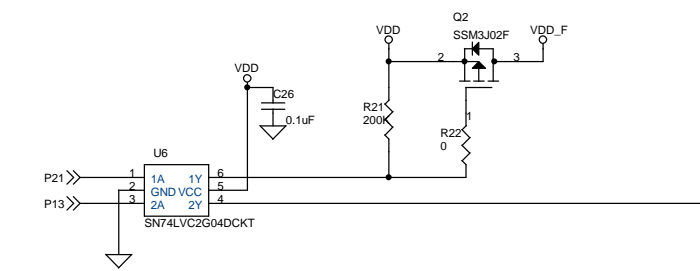 Q2
SSM3J02F
VDD
VDD_F
2
3
VDD
C26
0.1uF
R21
200K
1
R22
0
U6
P21
1
1A
1Y
6
2
GND
VCC
5
P13
3
2A
2Y
4
SN74LVC2G04DCKT